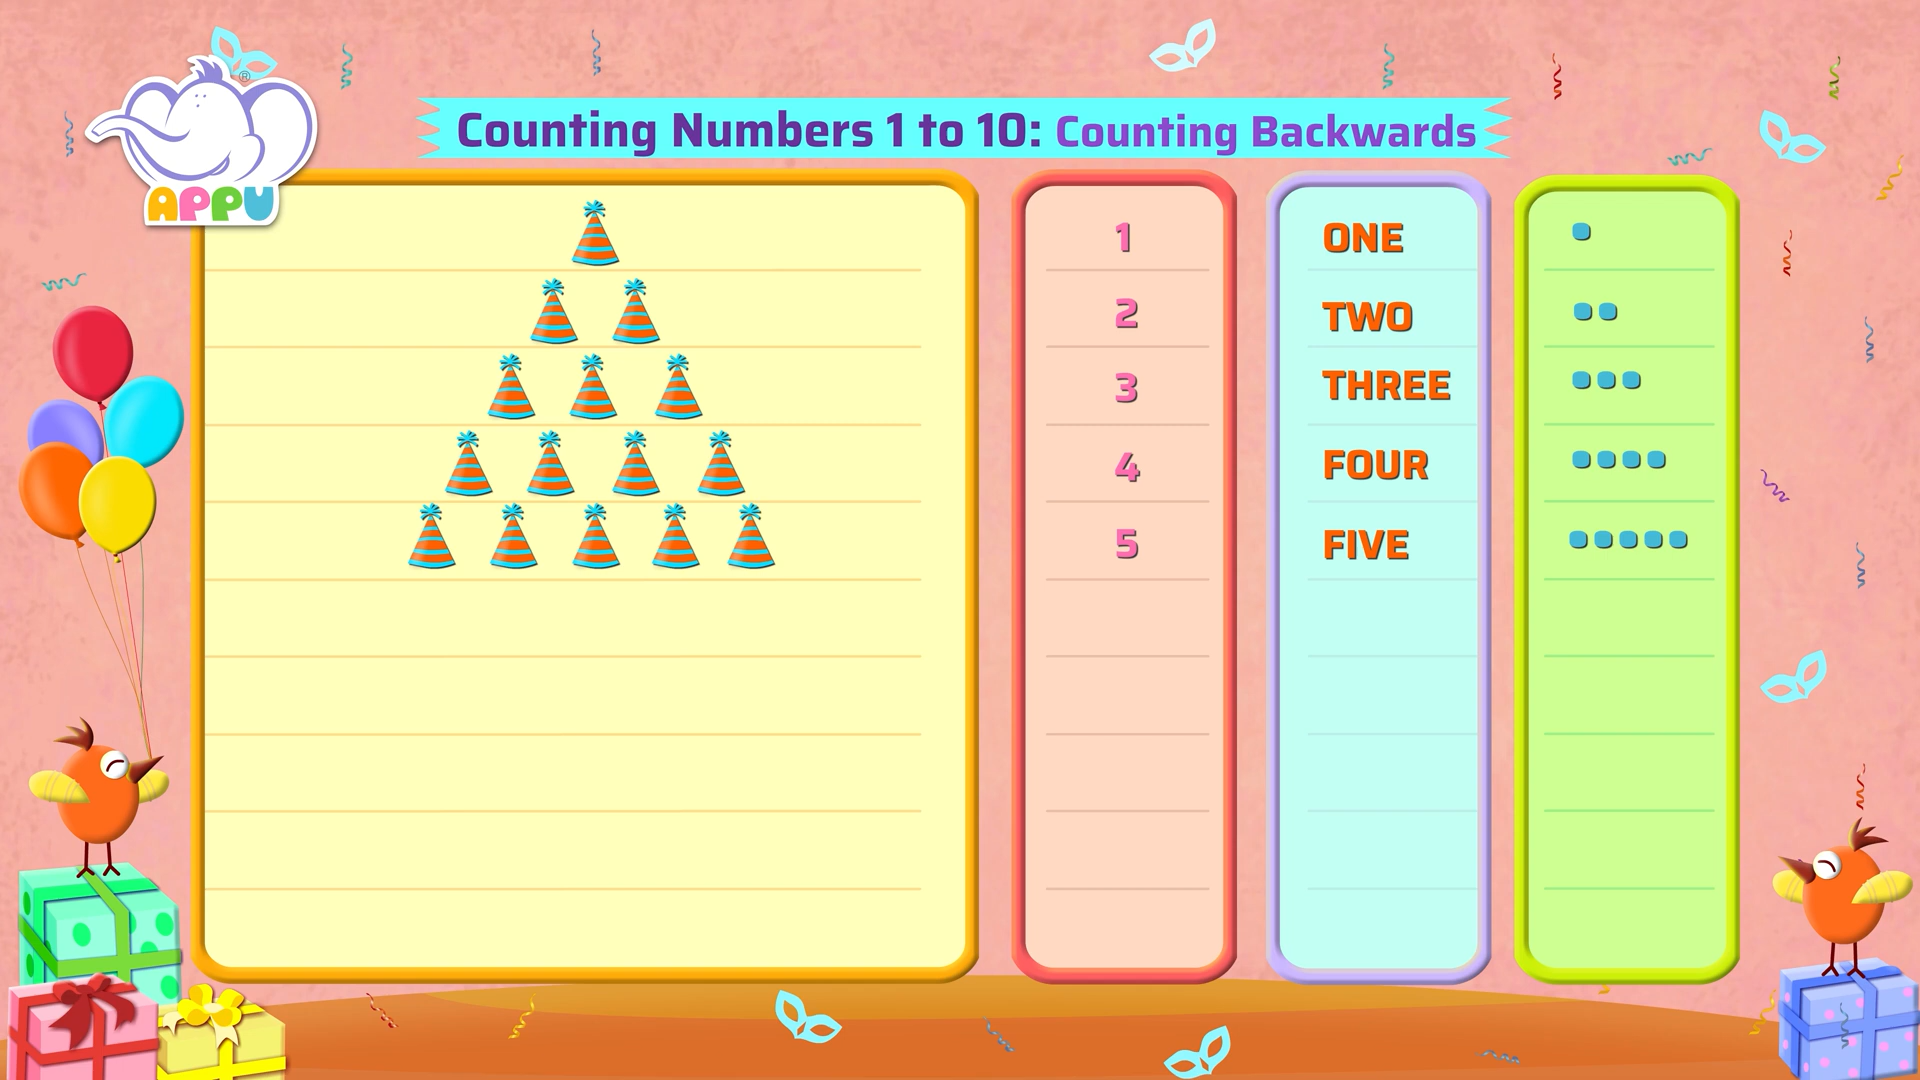 ®
APPU
Counting Numbers 1 to 10: Counting Backwards
1 ONE
2 TWO
3 THREE
4 FOUR
5 FIVE